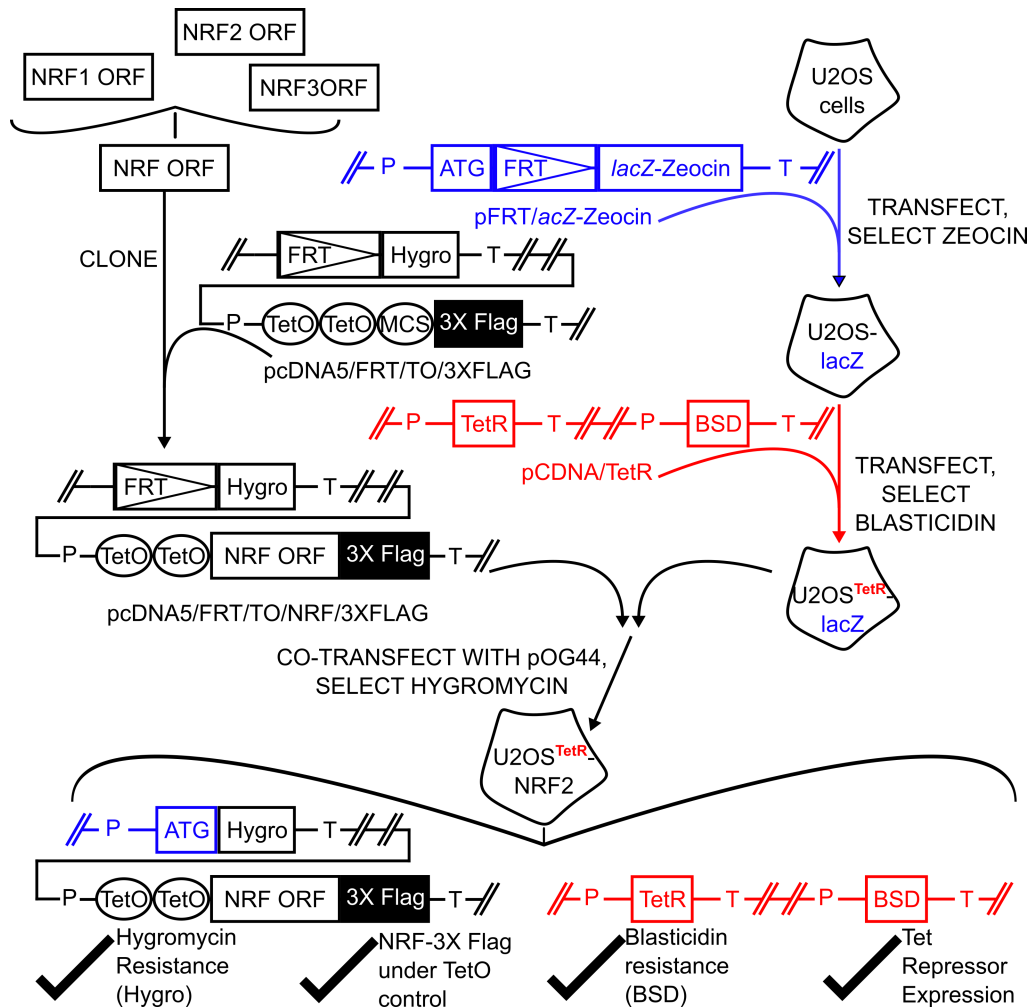 NRF1 ORF
NRF2 ORF
NRF3ORF
NRF ORF
CLONE
U2OS
cells
P ATG FRT lacZ-Zeocin T
pFRT/acZ-Zeocin
TRANSFECT,
SELECT ZEOCIN
FRT Hygro T
P TetO TetO MCS 3X Flag T
pcDNA5/FRT/TO/3XFLAG
U2OS-
lacZ
P TetR T P BSD T
pCDNA/TetR
TRANSFECT,
SELECT
BLASTICIDIN
FRT Hygro T
P TetO TetO NRF ORF 3X Flag T
pcDNA5/FRT/TO/NRF/3XFLAG
U2OSTetR-
lacZ
CO-TRANSFECT WITH pOG44,
SELECT HYGROMYCIN
U2OSTetR-
NRF2
P ATG Hygro T
P TetO TetO NRF ORF 3X Flag T
P TetR T P BSD T
Hygromycin
Resistance
(Hygro)
NRF-3X Flag
under TetO
control
Blasticidin
resistance
(BSD)
Tet
Repressor
Expression